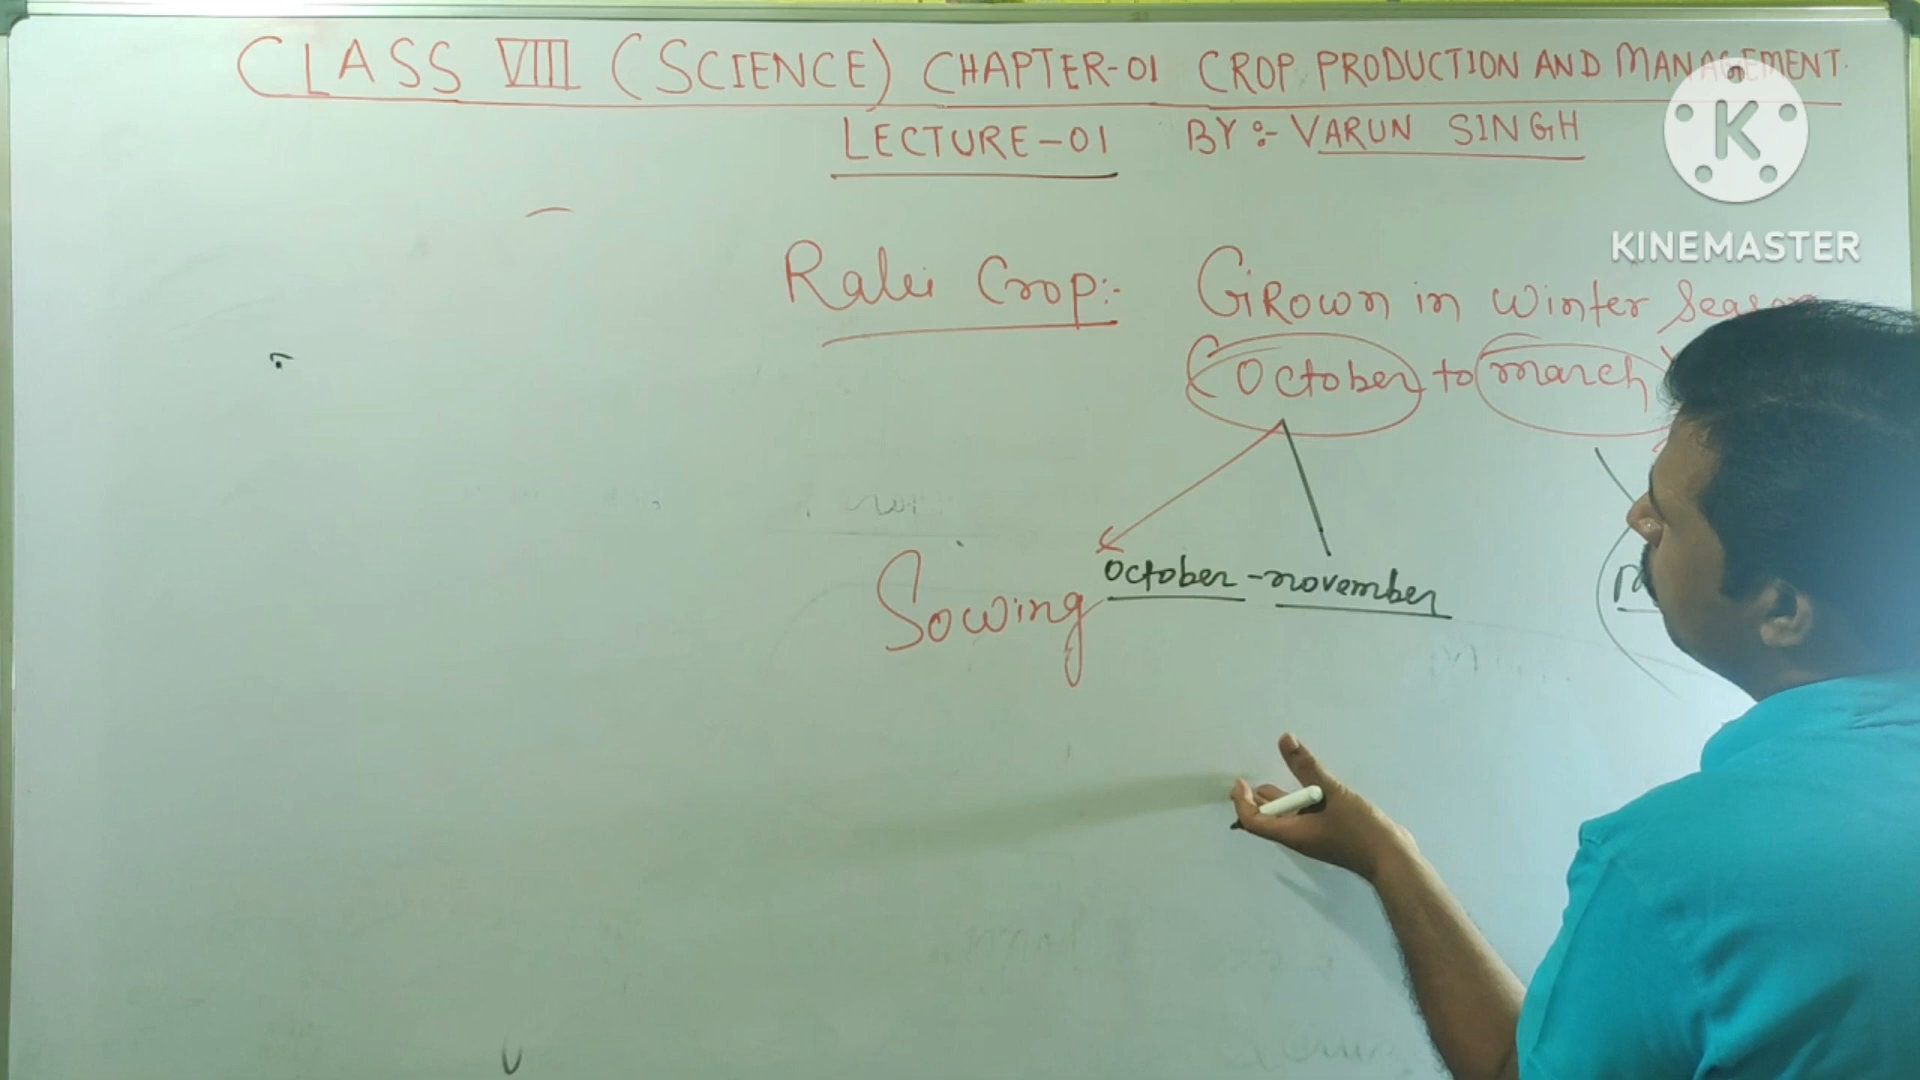 CLASS VIII (SCIENCE) CHAPTER-01 CROP PRODUCTION AND MANAGEMENT.
LECTURE-01 BY :- VARUN SINGH
K
KINEMASTER
Rabi Crop:- GRown in winter Season
(October to march
October - november
Sowing